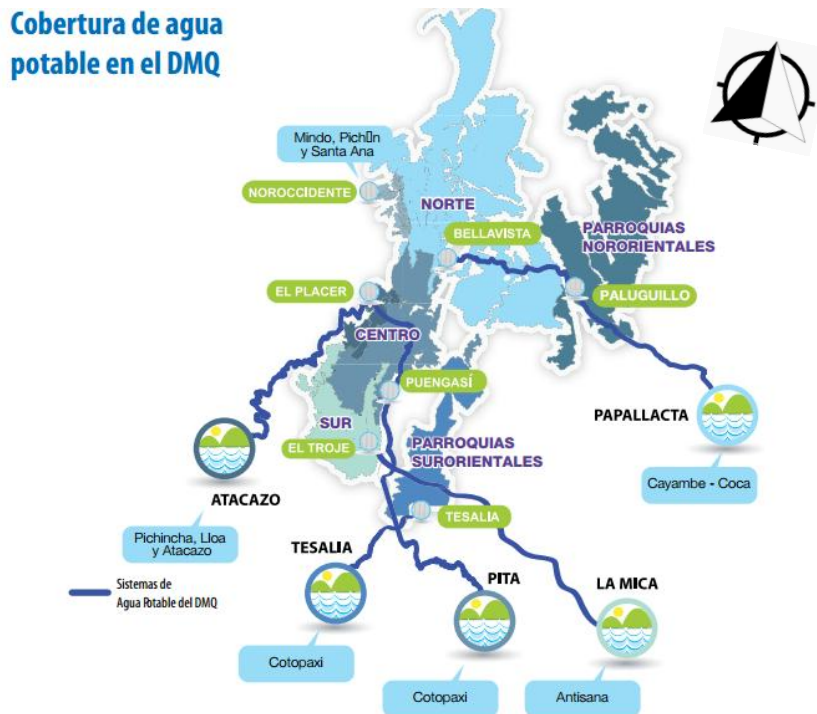 Cobertura de agua
potable en el DMQ
Mindo, Pich▯n
y Santa Ana
NOROCCIDENTE
NORTE
BELLAVISTA
PARROQUIAS
NORORIENTALES
EL PLACER
PALUGUILLO
CENTRO
PUENGASÍ
PAPALLACTA
SUR
EL TROJE
PARROQUIAS
SURORIENTALES
Cayambe - Coca
ATACAZO
TESALIA
Pichincha, Lloa
y Atacazo
TESALIA
PITA
LA MICA
Sistemas de
Agua Potable del DMQ
Cotopaxi
Cotopaxi
Antisana